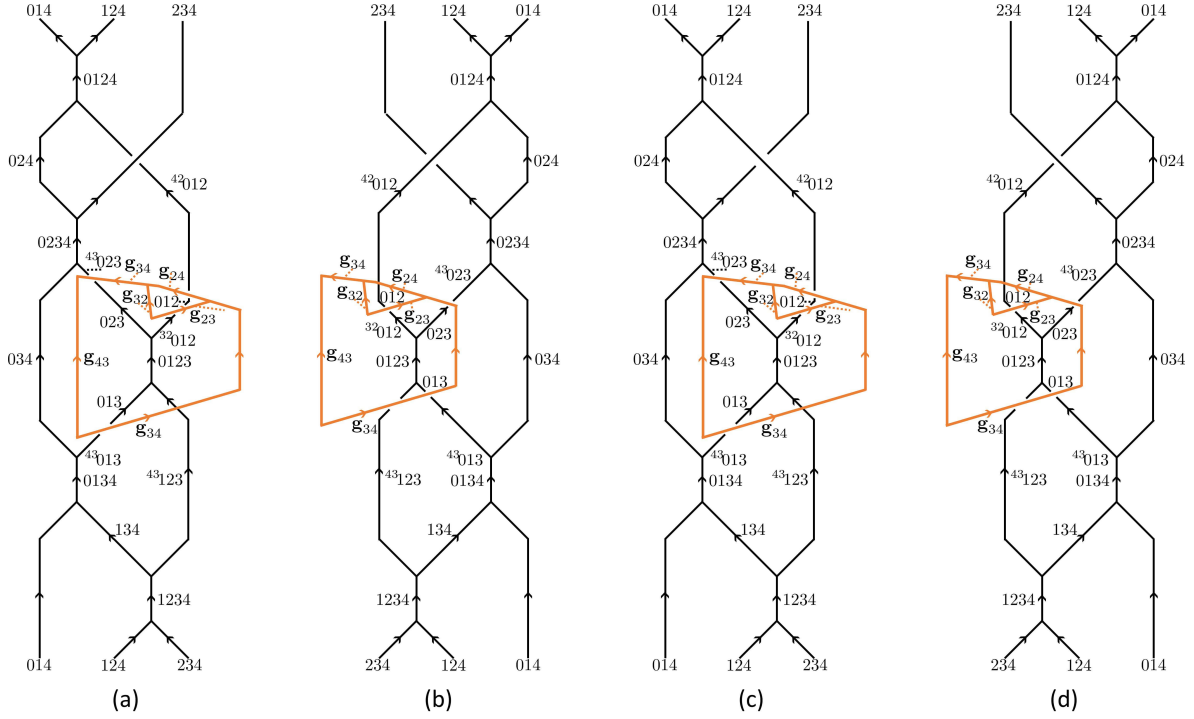 014 124 234 234 124 014 014 124 234 234 124 014
0124 0124 0124 0124
024 ⁴²012 ⁴²012 024 024 ⁴²012 ⁴²012 024
0234 0234 0234 0234
⁴³023 g₃₄ g₂₄ g₃₄ g₂₄ ⁴³023 ⁴³023 g₃₄ g₂₄ g₃₄ g₂₄ ⁴³023
g₃₂ 012 g₂₃ g₃₂ 012 g₂₃ g₃₂ 012 g₂₃ g₃₂ 012 g₂₃
023 ³²012 ³²012 023 023 ³²012 ³²012 023
034 g₄₃ 0123 g₄₃ 0123 034 034 g₄₃ 0123 g₄₃ 0123 034
013 013 013 013
g₃₄ g₃₄ g₃₄ g₃₄
⁴³013 ⁴³013 ⁴³013 ⁴³013
0134 ⁴³123 ⁴³123 0134 0134 ⁴³123 ⁴³123 0134
134 134 134 134
1234 1234 1234 1234
014 124 234 234 124 014 014 124 234 234 124 014
(a) (b) (c) (d)